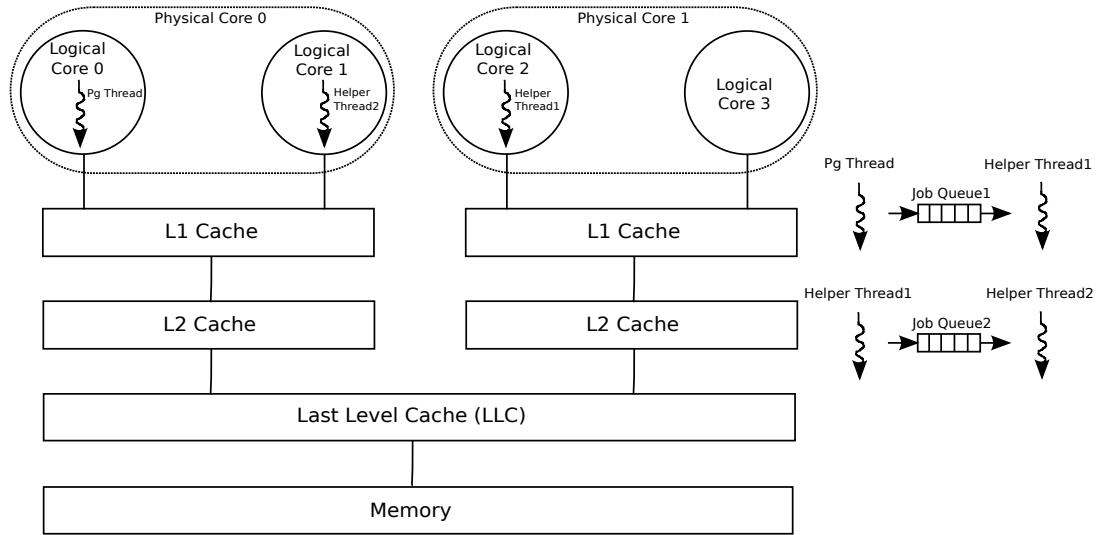 Physical Core 0
Physical Core 1
Logical
Core 0
Pg Thread
Logical
Core 1
Helper
Thread2
Logical
Core 2
Helper
Thread1
Logical
Core 3
L1 Cache
L1 Cache
L2 Cache
L2 Cache
Last Level Cache (LLC)
Memory
Pg Thread
Job Queue1
Helper Thread1
Helper Thread1
Job Queue2
Helper Thread2